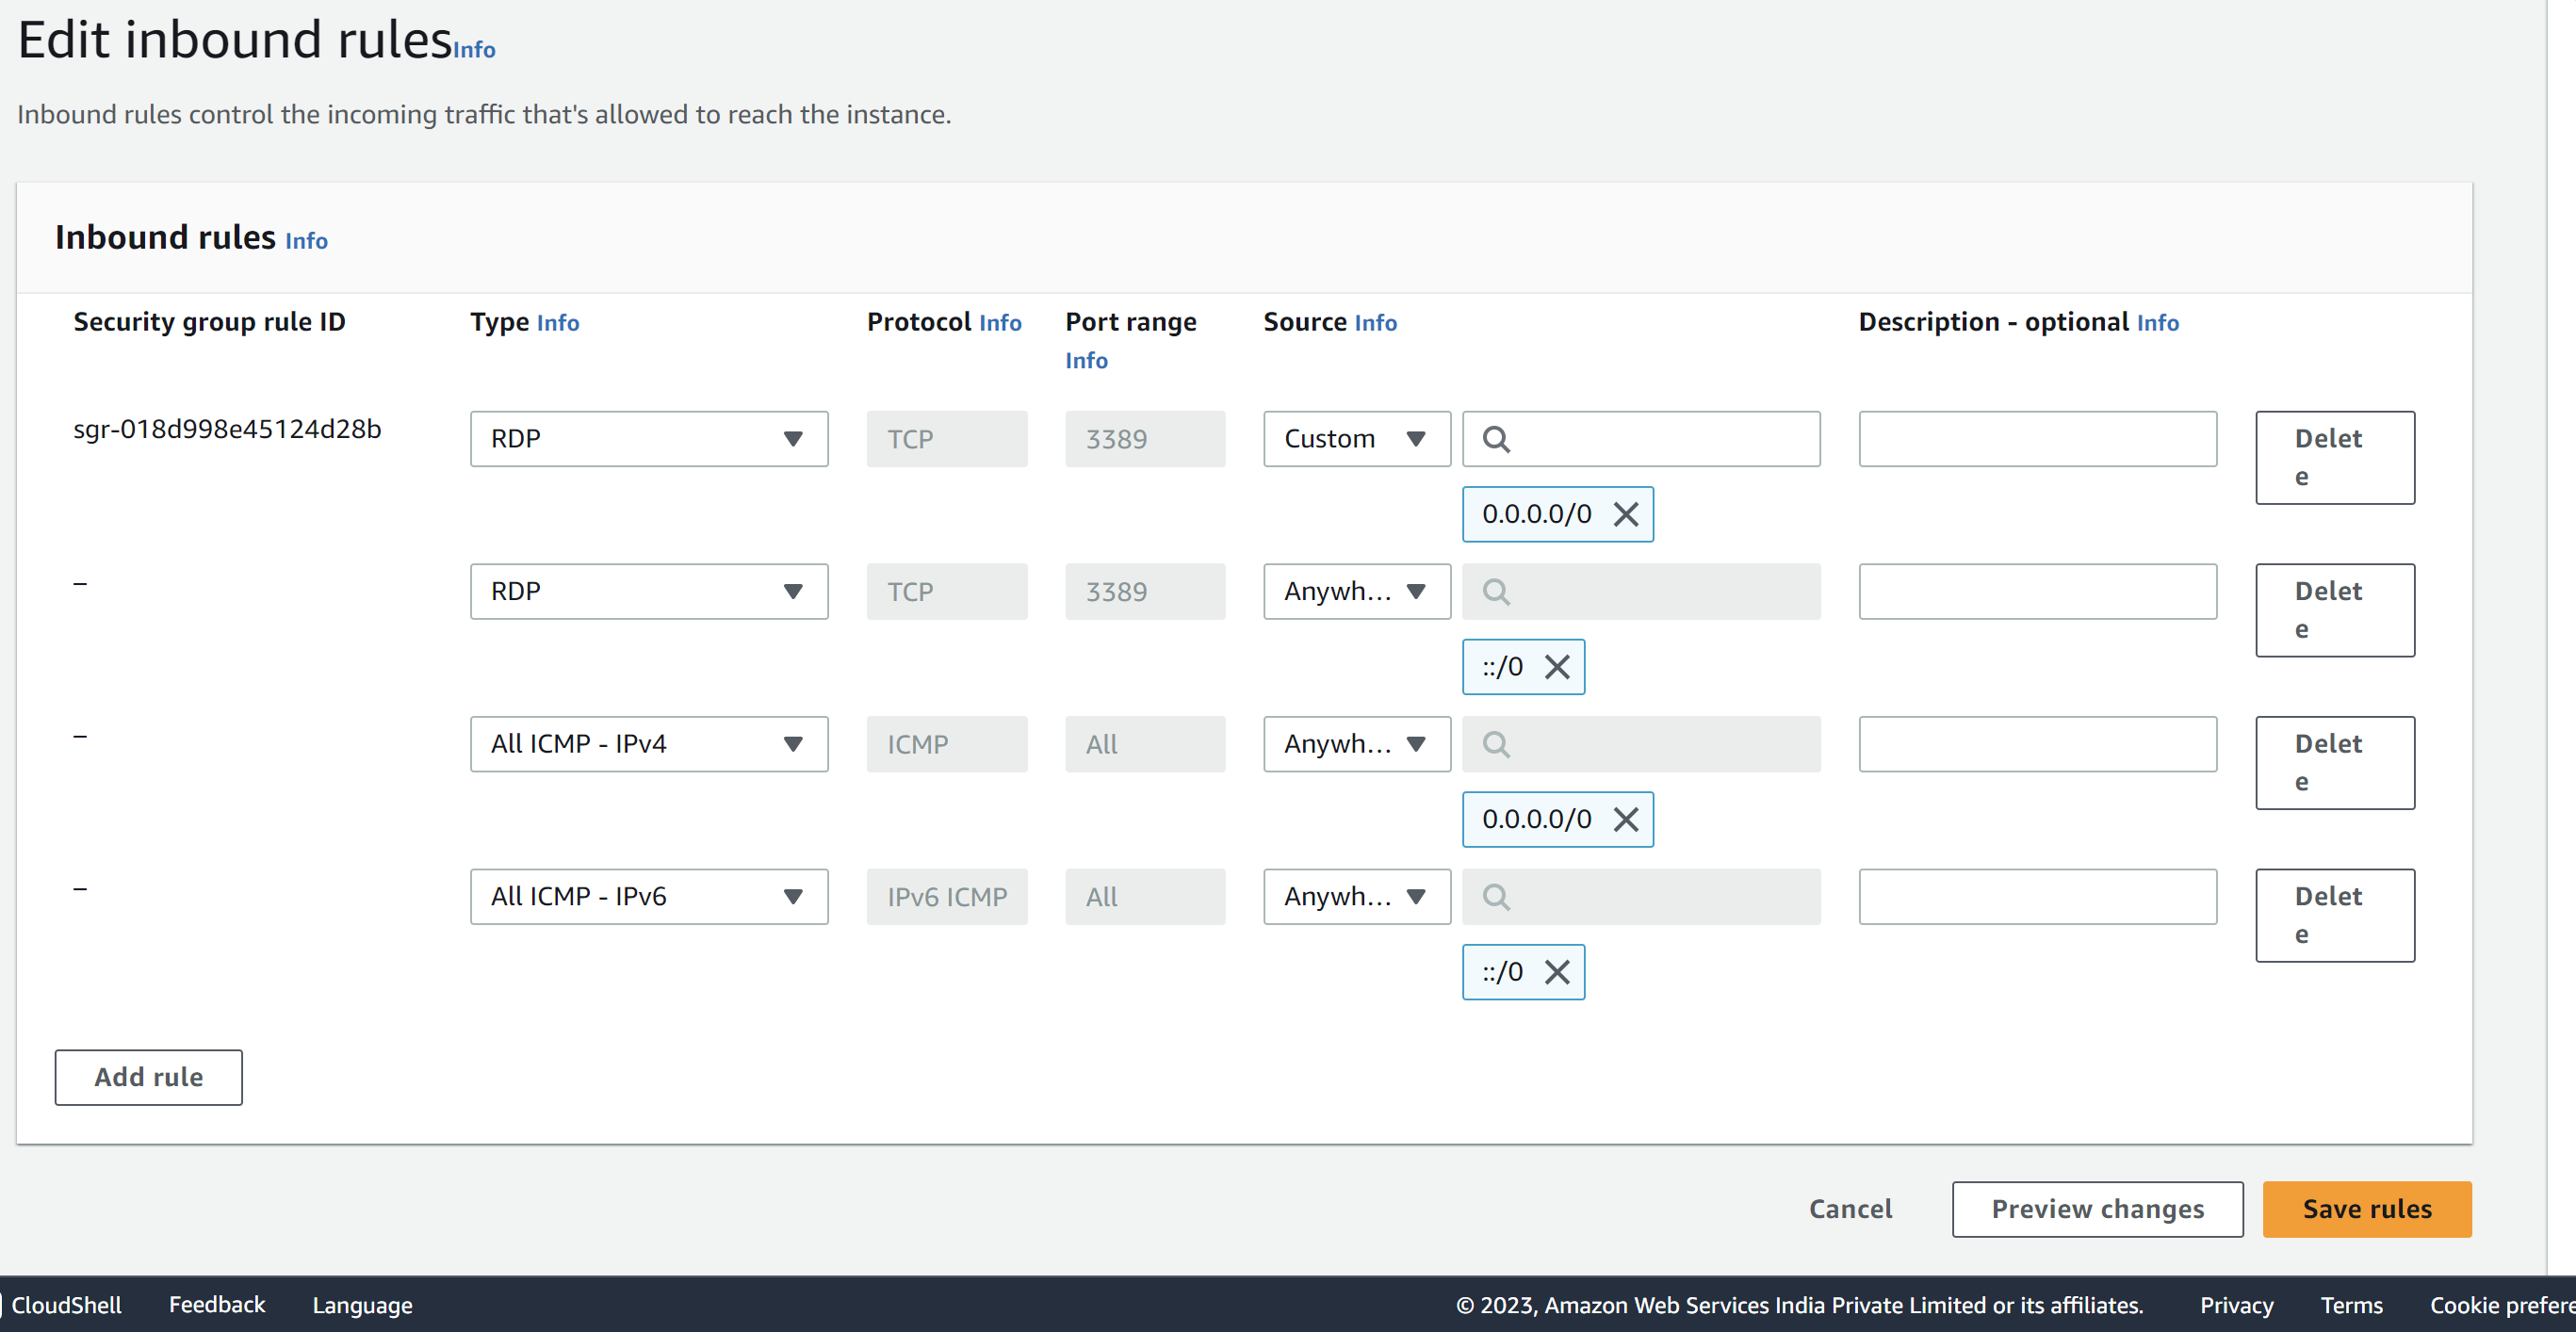 Edit inbound rules Info
Inbound rules control the incoming traffic that's allowed to reach the instance.
Inbound rules Info
Security group rule ID Type Info Protocol Info Port range Info Source Info Description - optional Info
sgr-018d998e45124d28b RDP TCP 3389 Custom Delete
0.0.0.0/0
– RDP TCP 3389 Anywh... Delete
::/0
– All ICMP - IPv4 ICMP All Anywh... Delete
0.0.0.0/0
– All ICMP - IPv6 IPv6 ICMP All Anywh... Delete
::/0
Add rule
Cancel Preview changes Save rules
CloudShell Feedback Language © 2023, Amazon Web Services India Private Limited or its affiliates. Privacy Terms Cookie prefere